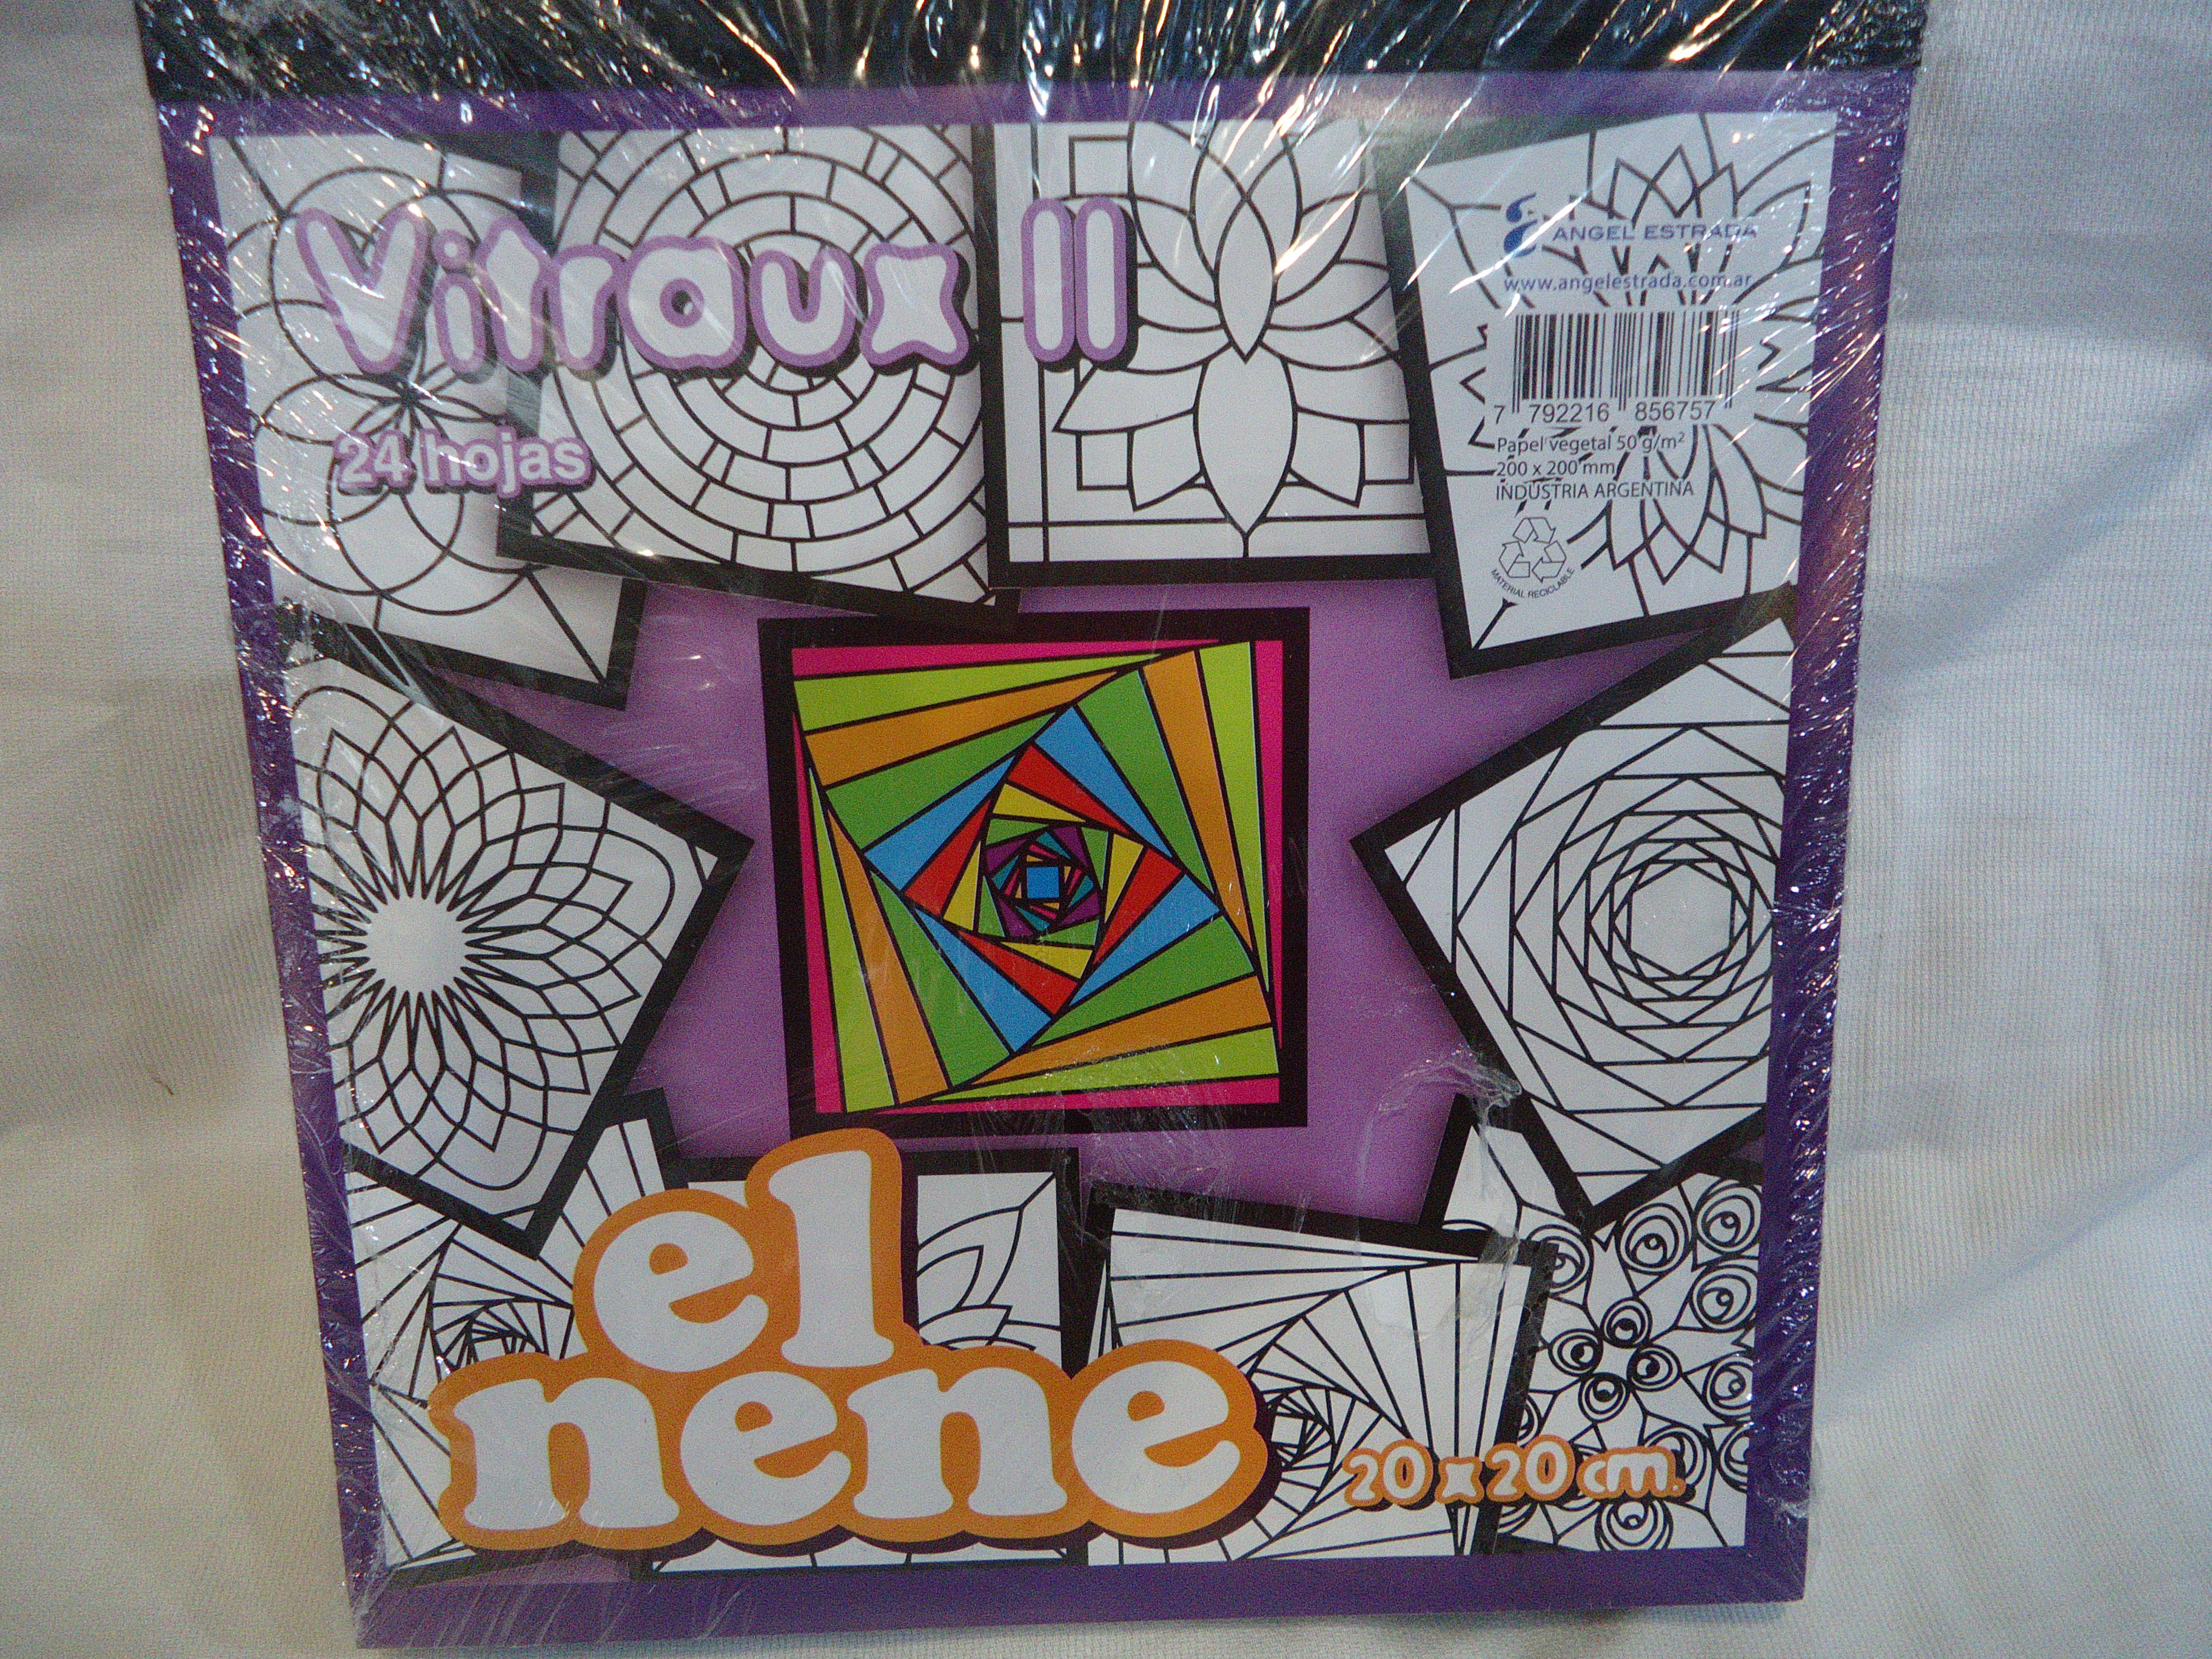 Vitraux II
24 hojas
ANGEL ESTRADA
www.angelestrada.com.ar
7 792216 856757
Papel vegetal 50 g/m²
200 x 200 mm
INDUSTRIA ARGENTINA
MATERIAL RECICLABLE
el
nene
20 x 20 cm.